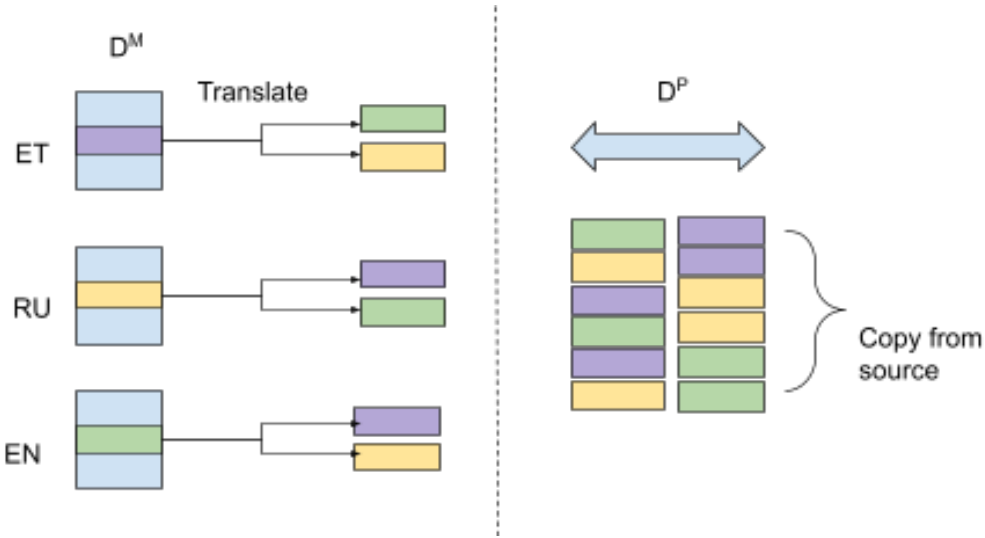 D^M
Translate
ET
RU
EN
D^P
Copy from
source